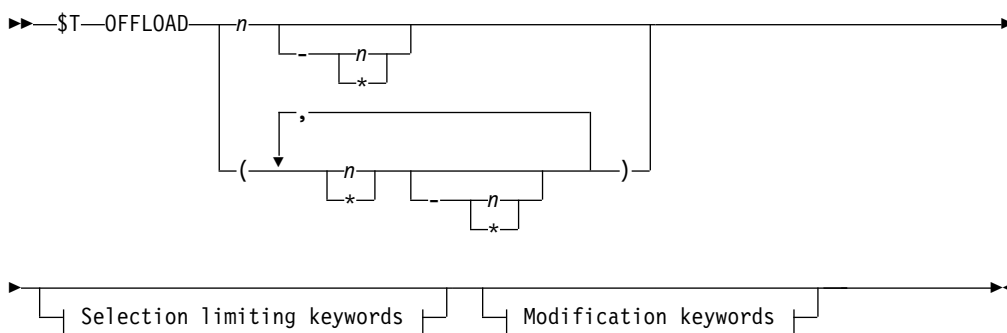 $T OFFLOAD n
- n
*
,
( n - n )
* *
Selection limiting keywords Modification keywords